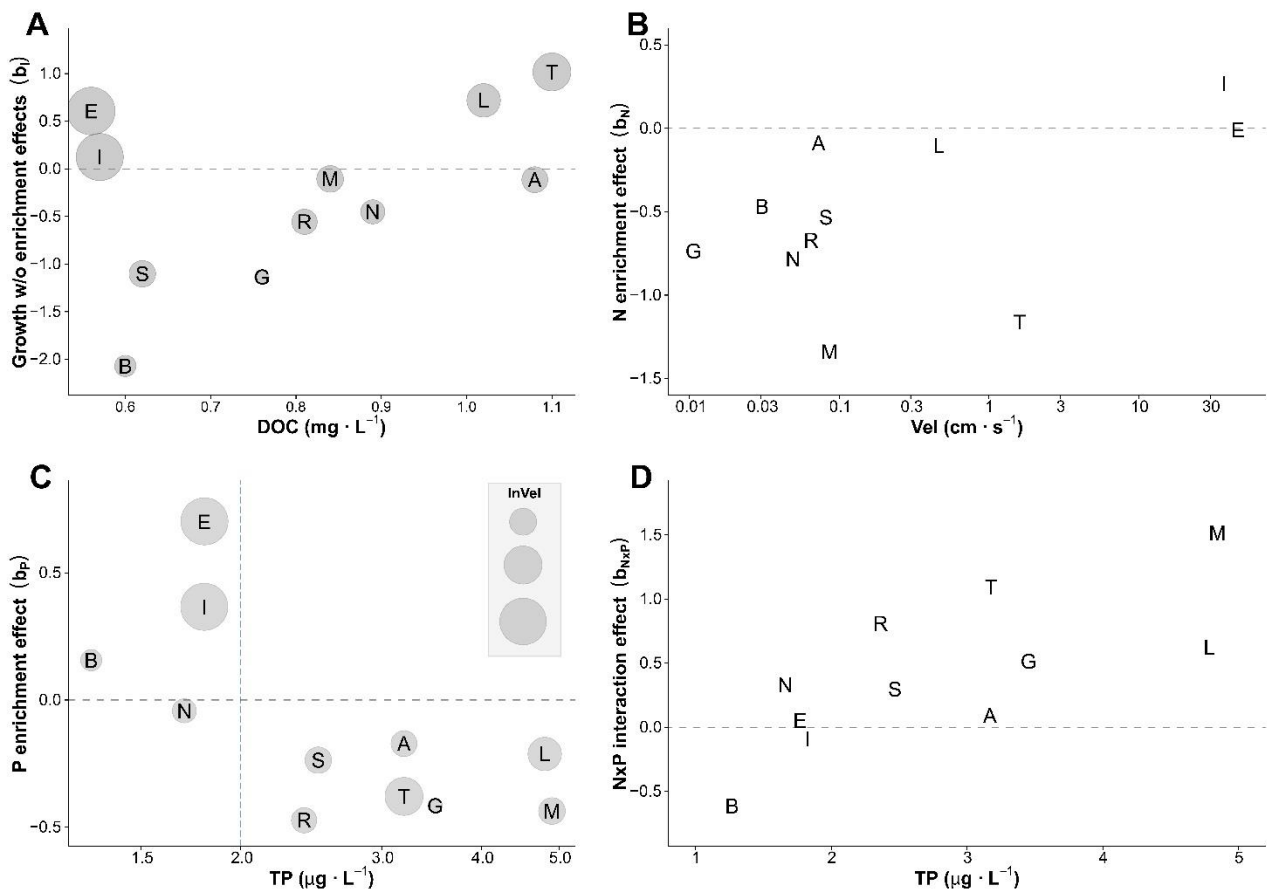 A
Growth w/o enrichment effects (bI)
1.0
0.5
0.0
−0.5
−1.0
−1.5
−2.0
E
I
S
B
G
R
M
N
L
A
T
0.6 0.7 0.8 0.9 1.0 1.1
DOC (mg · L⁻¹)
B
N enrichment effect (bN)
0.5
0.0
−0.5
−1.0
−1.5
G
B
N
R
A
S
M
L
T
I
E
0.01 0.03 0.1 0.3 1 3 10 30
Vel (cm · s⁻¹)
C
P enrichment effect (bP)
0.5
0.0
−0.5
B
N
E
I
R
S
A
T
G
L
M
lnVel
1.5 2.0 3.0 4.0 5.0
TP (μg · L⁻¹)
D
NxP interaction effect (bNxP)
1.5
1.0
0.5
0.0
−0.5
B
N
E
I
R
S
T
A
G
M
L
1 2 3 4 5
TP (μg · L⁻¹)